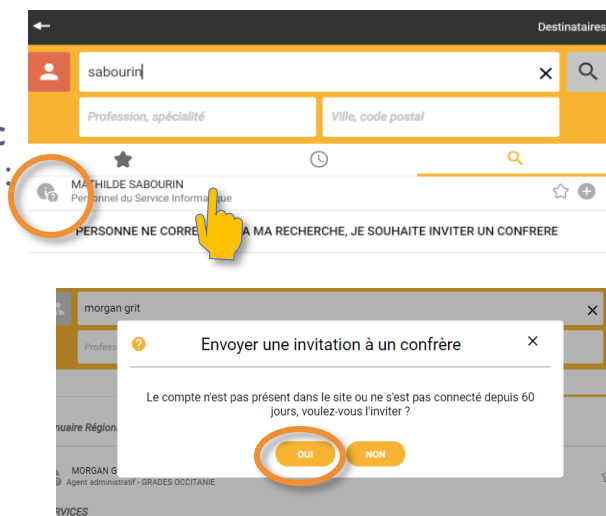 Destinataires
sabourin
Profession, spécialité
Ville, code postal
c
:
MATHILDE SABOURIN
Personnel du Service Informatique
PERSONNE NE CORRE A MA RECHERCHE, JE SOUHAITE INVITER UN CONFRERE
morgan grit
Profess
Envoyer une invitation à un confrère
Le compte n'est pas présent dans le site ou ne s'est pas connecté depuis 60
jours, voulez-vous l'inviter ?
nuaire Région
OUI
NON
MORGAN G
Agent administratif - GRADES OCCITANIE
RVICES